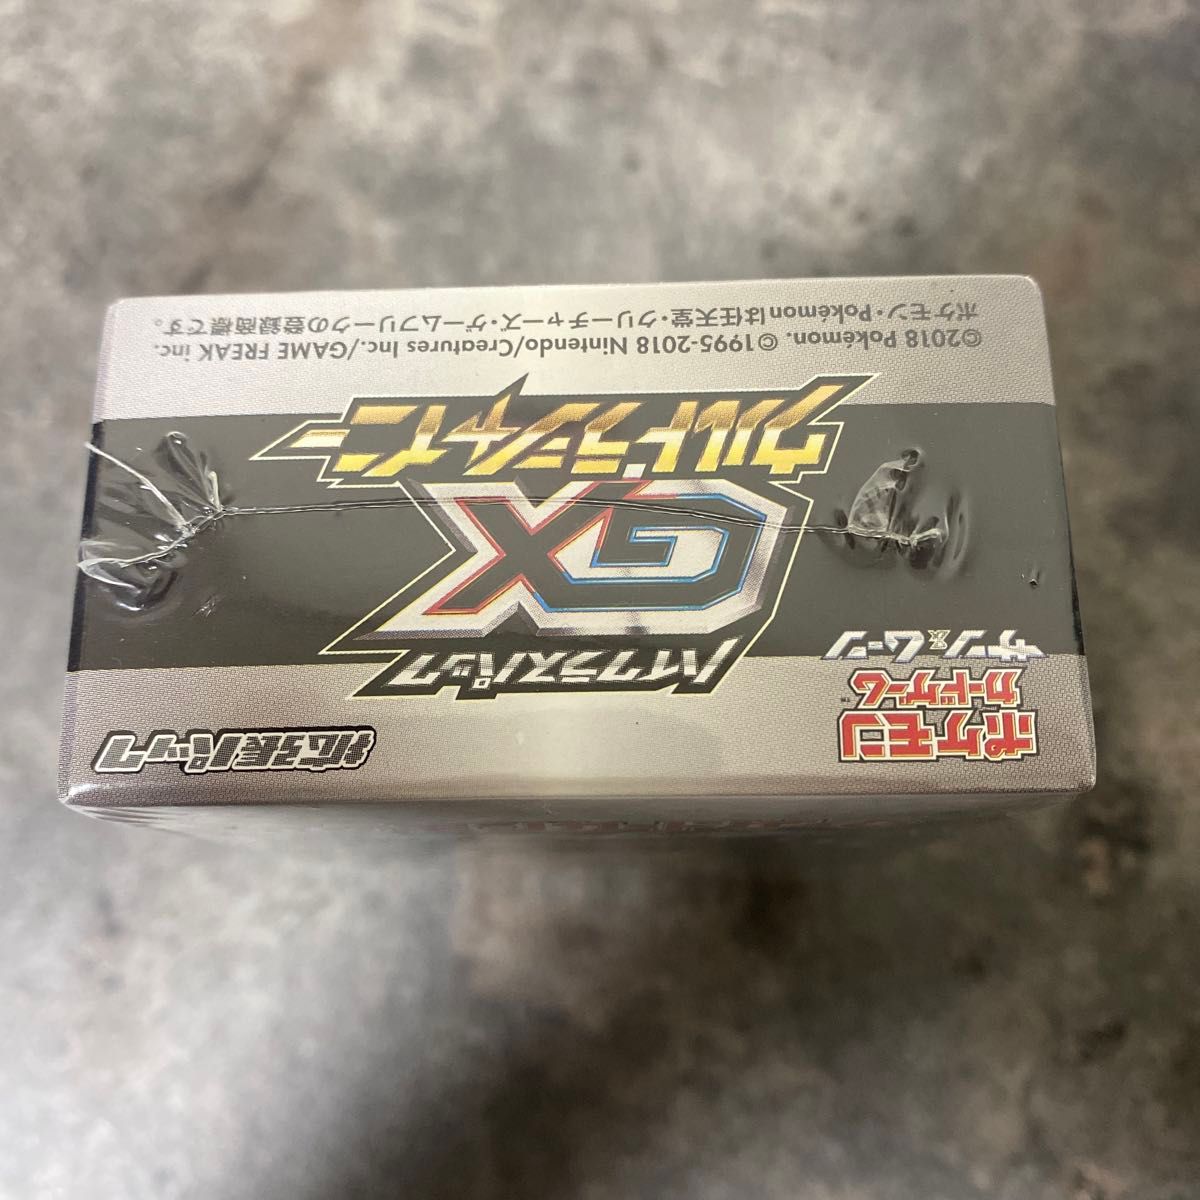 ポケモン
カードゲーム™
サン&ムーン
拡張パック
ハイクラスパック
GX
ウルトラシャイニー
©2018 Pokémon. ©1995-2018 Nintendo/Creatures Inc./GAME FREAK inc.
ポケモン・Pokémonは任天堂・クリーチャーズ・ゲームフリークの登録商標です。